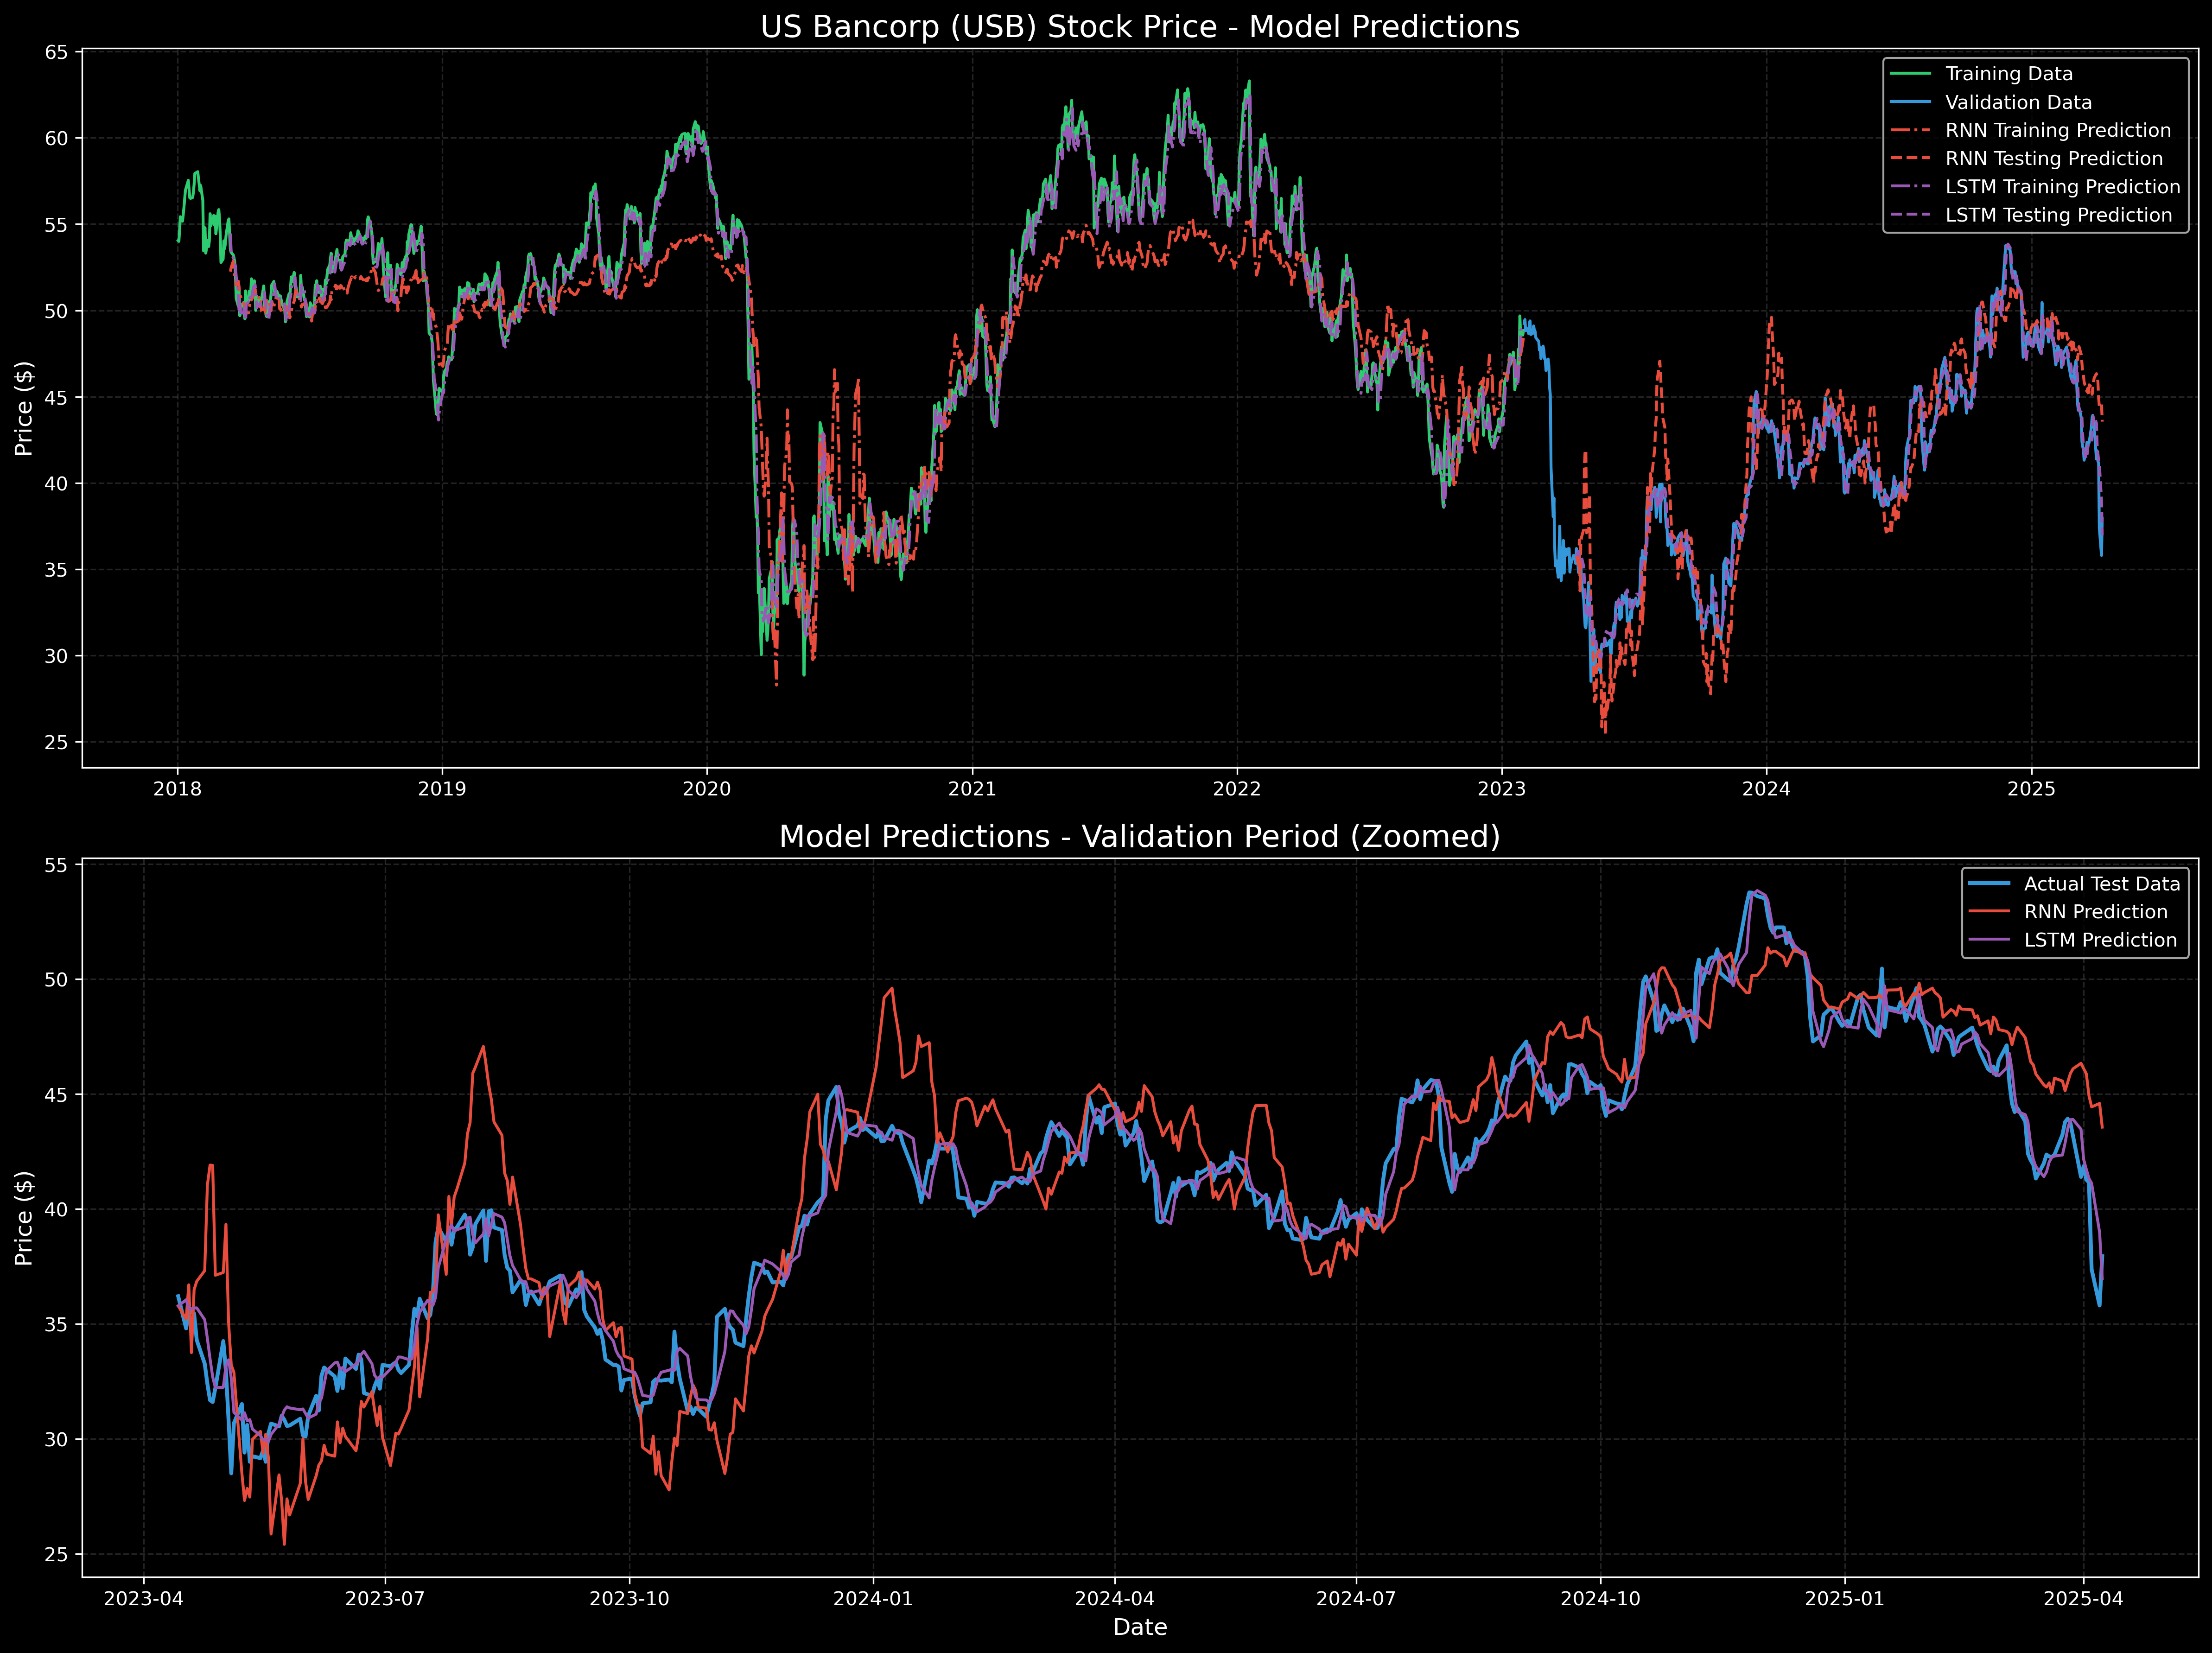 US Bancorp (USB) Stock Price - Model Predictions
Price ($)
65
60
55
50
45
40
35
30
25
2018 2019 2020 2021 2022 2023 2024 2025
Training Data
Validation Data
RNN Training Prediction
RNN Testing Prediction
LSTM Training Prediction
LSTM Testing Prediction
Model Predictions - Validation Period (Zoomed)
Price ($)
55
50
45
40
35
30
25
2023-04 2023-07 2023-10 2024-01 2024-04 2024-07 2024-10 2025-01 2025-04
Date
Actual Test Data
RNN Prediction
LSTM Prediction